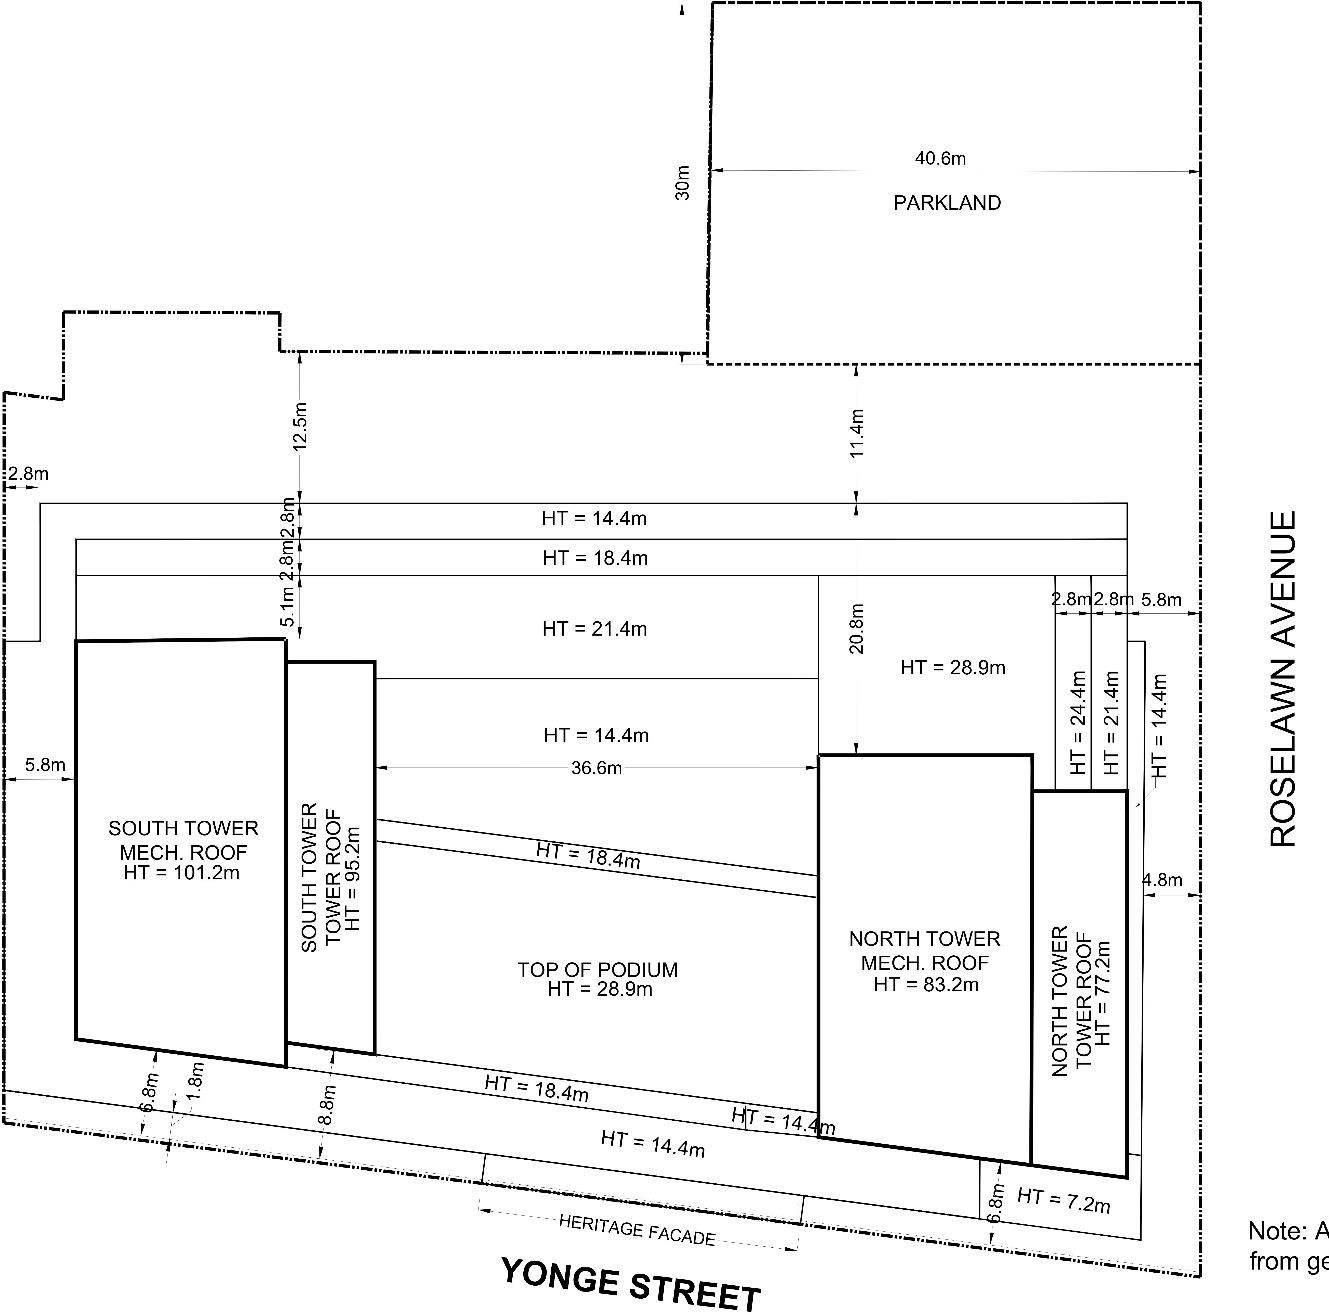 40.6m
30m
PARKLAND
12.5m
11.4m
2.8m
2.8m
HT = 14.4m
2.8m
HT = 18.4m
5.1m
HT = 21.4m
20.8m
2.8m
2.8m
5.8m
HT = 28.9m
HT = 24.4m
HT = 21.4m
HT = 14.4m
HT = 14.4m
36.6m
5.8m
SOUTH TOWER
MECH. ROOF
HT = 101.2m
SOUTH TOWER
TOWER ROOF
HT = 95.2m
HT = 18.4m
4.8m
TOP OF PODIUM
HT = 28.9m
NORTH TOWER
MECH. ROOF
HT = 83.2m
NORTH TOWER
TOWER ROOF
HT = 77.2m
6.8m
1.8m
8.8m
HT = 18.4m
HT = 14.4m
HT = 14.4m
6.8m
HT = 7.2m
HERITAGE FACADE
YONGE STREET
ROSELAWN AVENUE
Note: A
from ge